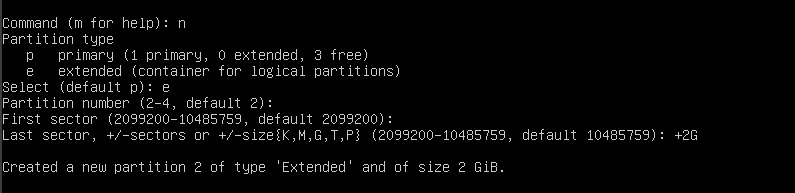 Command (m for help): n
Partition type
   p   primary (1 primary, 0 extended, 3 free)
   e   extended (container for logical partitions)
Select (default p): e
Partition number (2-4, default 2):
First sector (2099200-10485759, default 2099200):
Last sector, +/-sectors or +/-size{K,M,G,T,P} (2099200-10485759, default 10485759): +2G
Created a new partition 2 of type 'Extended' and of size 2 GiB.